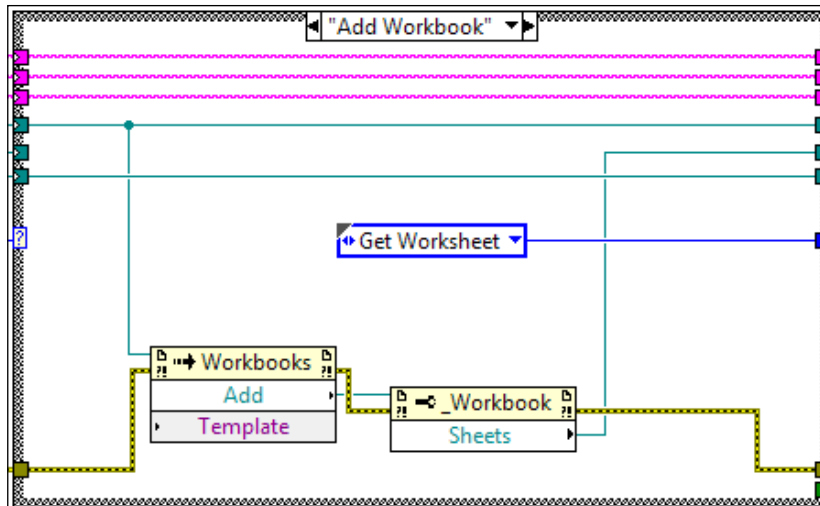 "Add Workbook"
?
Get Worksheet
Workbooks
Add
Template
_Workbook
Sheets